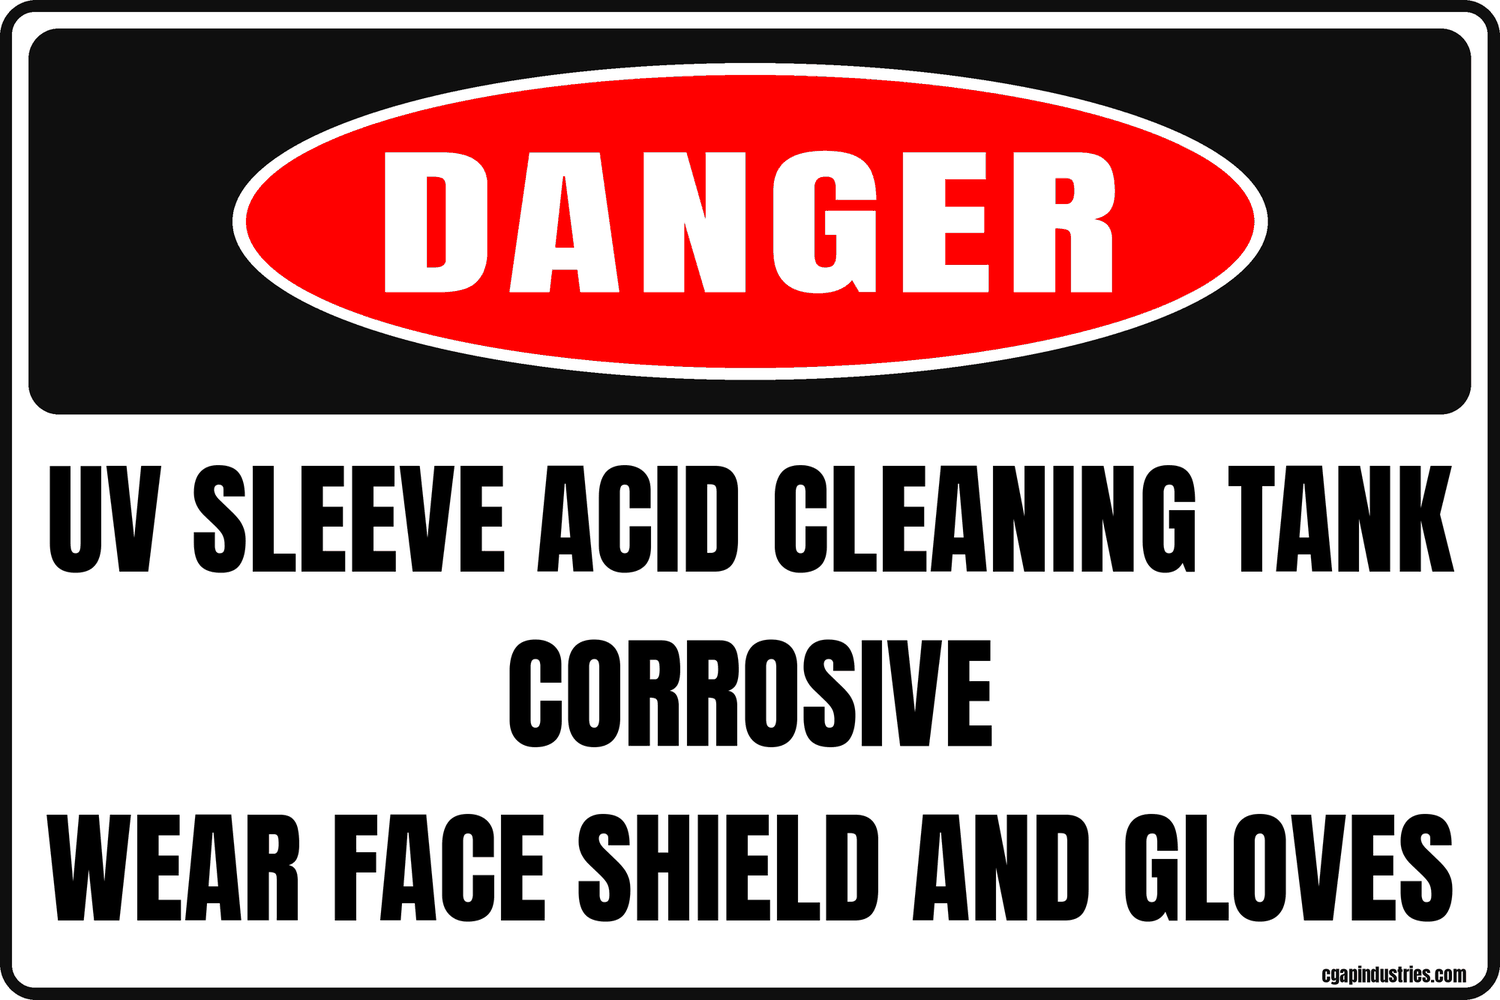 DANGER
UV SLEEVE ACID CLEANING TANK
CORROSIVE
WEAR FACE SHIELD AND GLOVES
cgapindustries.com